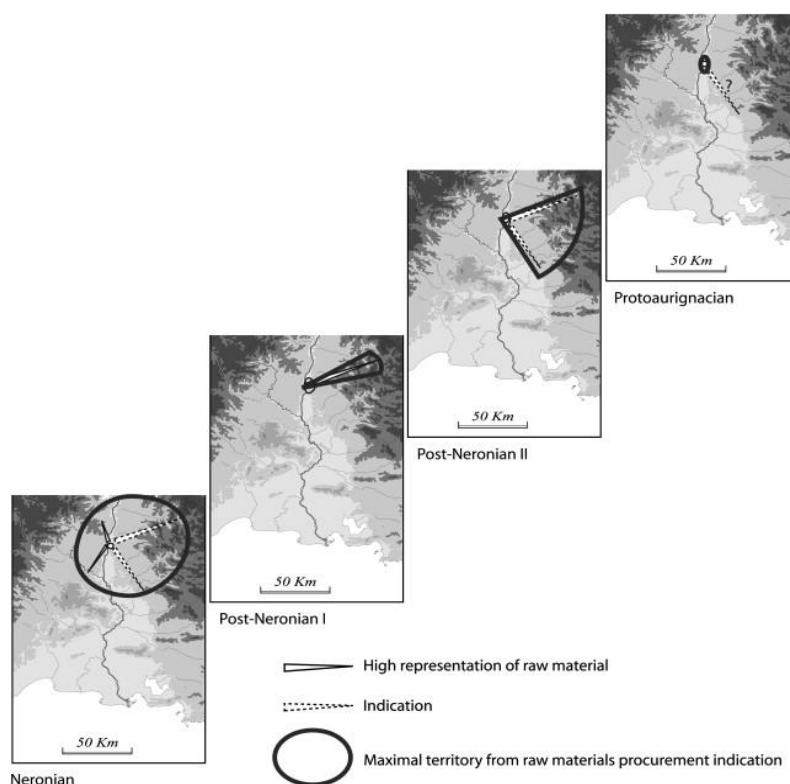 ?
50 Km
Protoaurignacian
50 Km
Post-Neronian II
50 Km
Post-Neronian I
50 Km
Neronian
High representation of raw material
Indication
Maximal territory from raw materials procurement indication